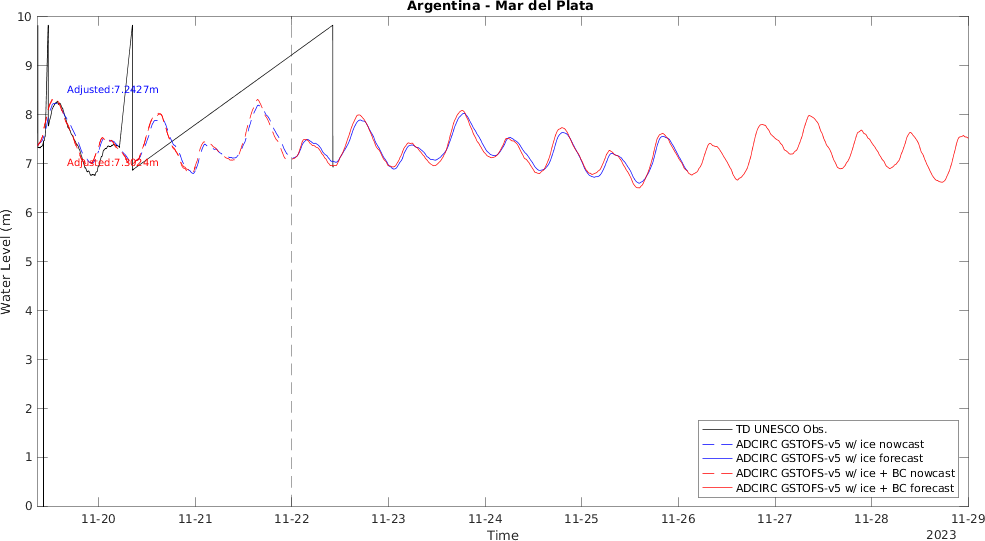 Argentina - Mar del Plata
10
9
8
7
6
5
4
3
2
1
0
Water Level (m)
Adjusted:7.2427m
Adjusted:7.3024m
TD UNESCO Obs.
ADCIRC GSTOFS-v5 w/ ice nowcast
ADCIRC GSTOFS-v5 w/ ice forecast
ADCIRC GSTOFS-v5 w/ ice + BC nowcast
ADCIRC GSTOFS-v5 w/ ice + BC forecast
11-20 11-21 11-22 11-23 11-24 11-25 11-26 11-27 11-28 11-29
Time
2023